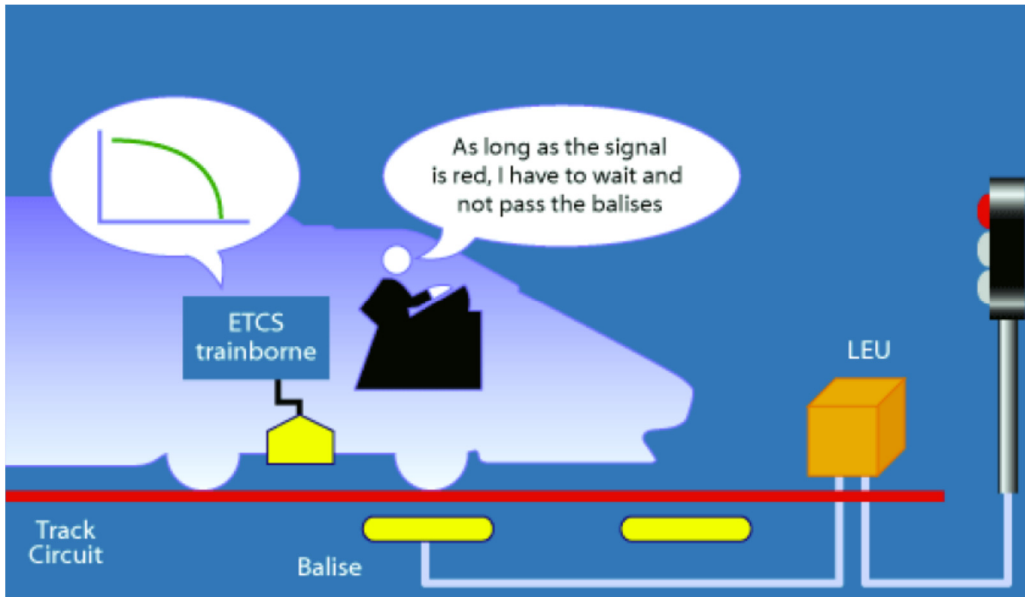 As long as the signal
is red, I have to wait and
not pass the balises
ETCS
trainborne
LEU
Track
Circuit
Balise